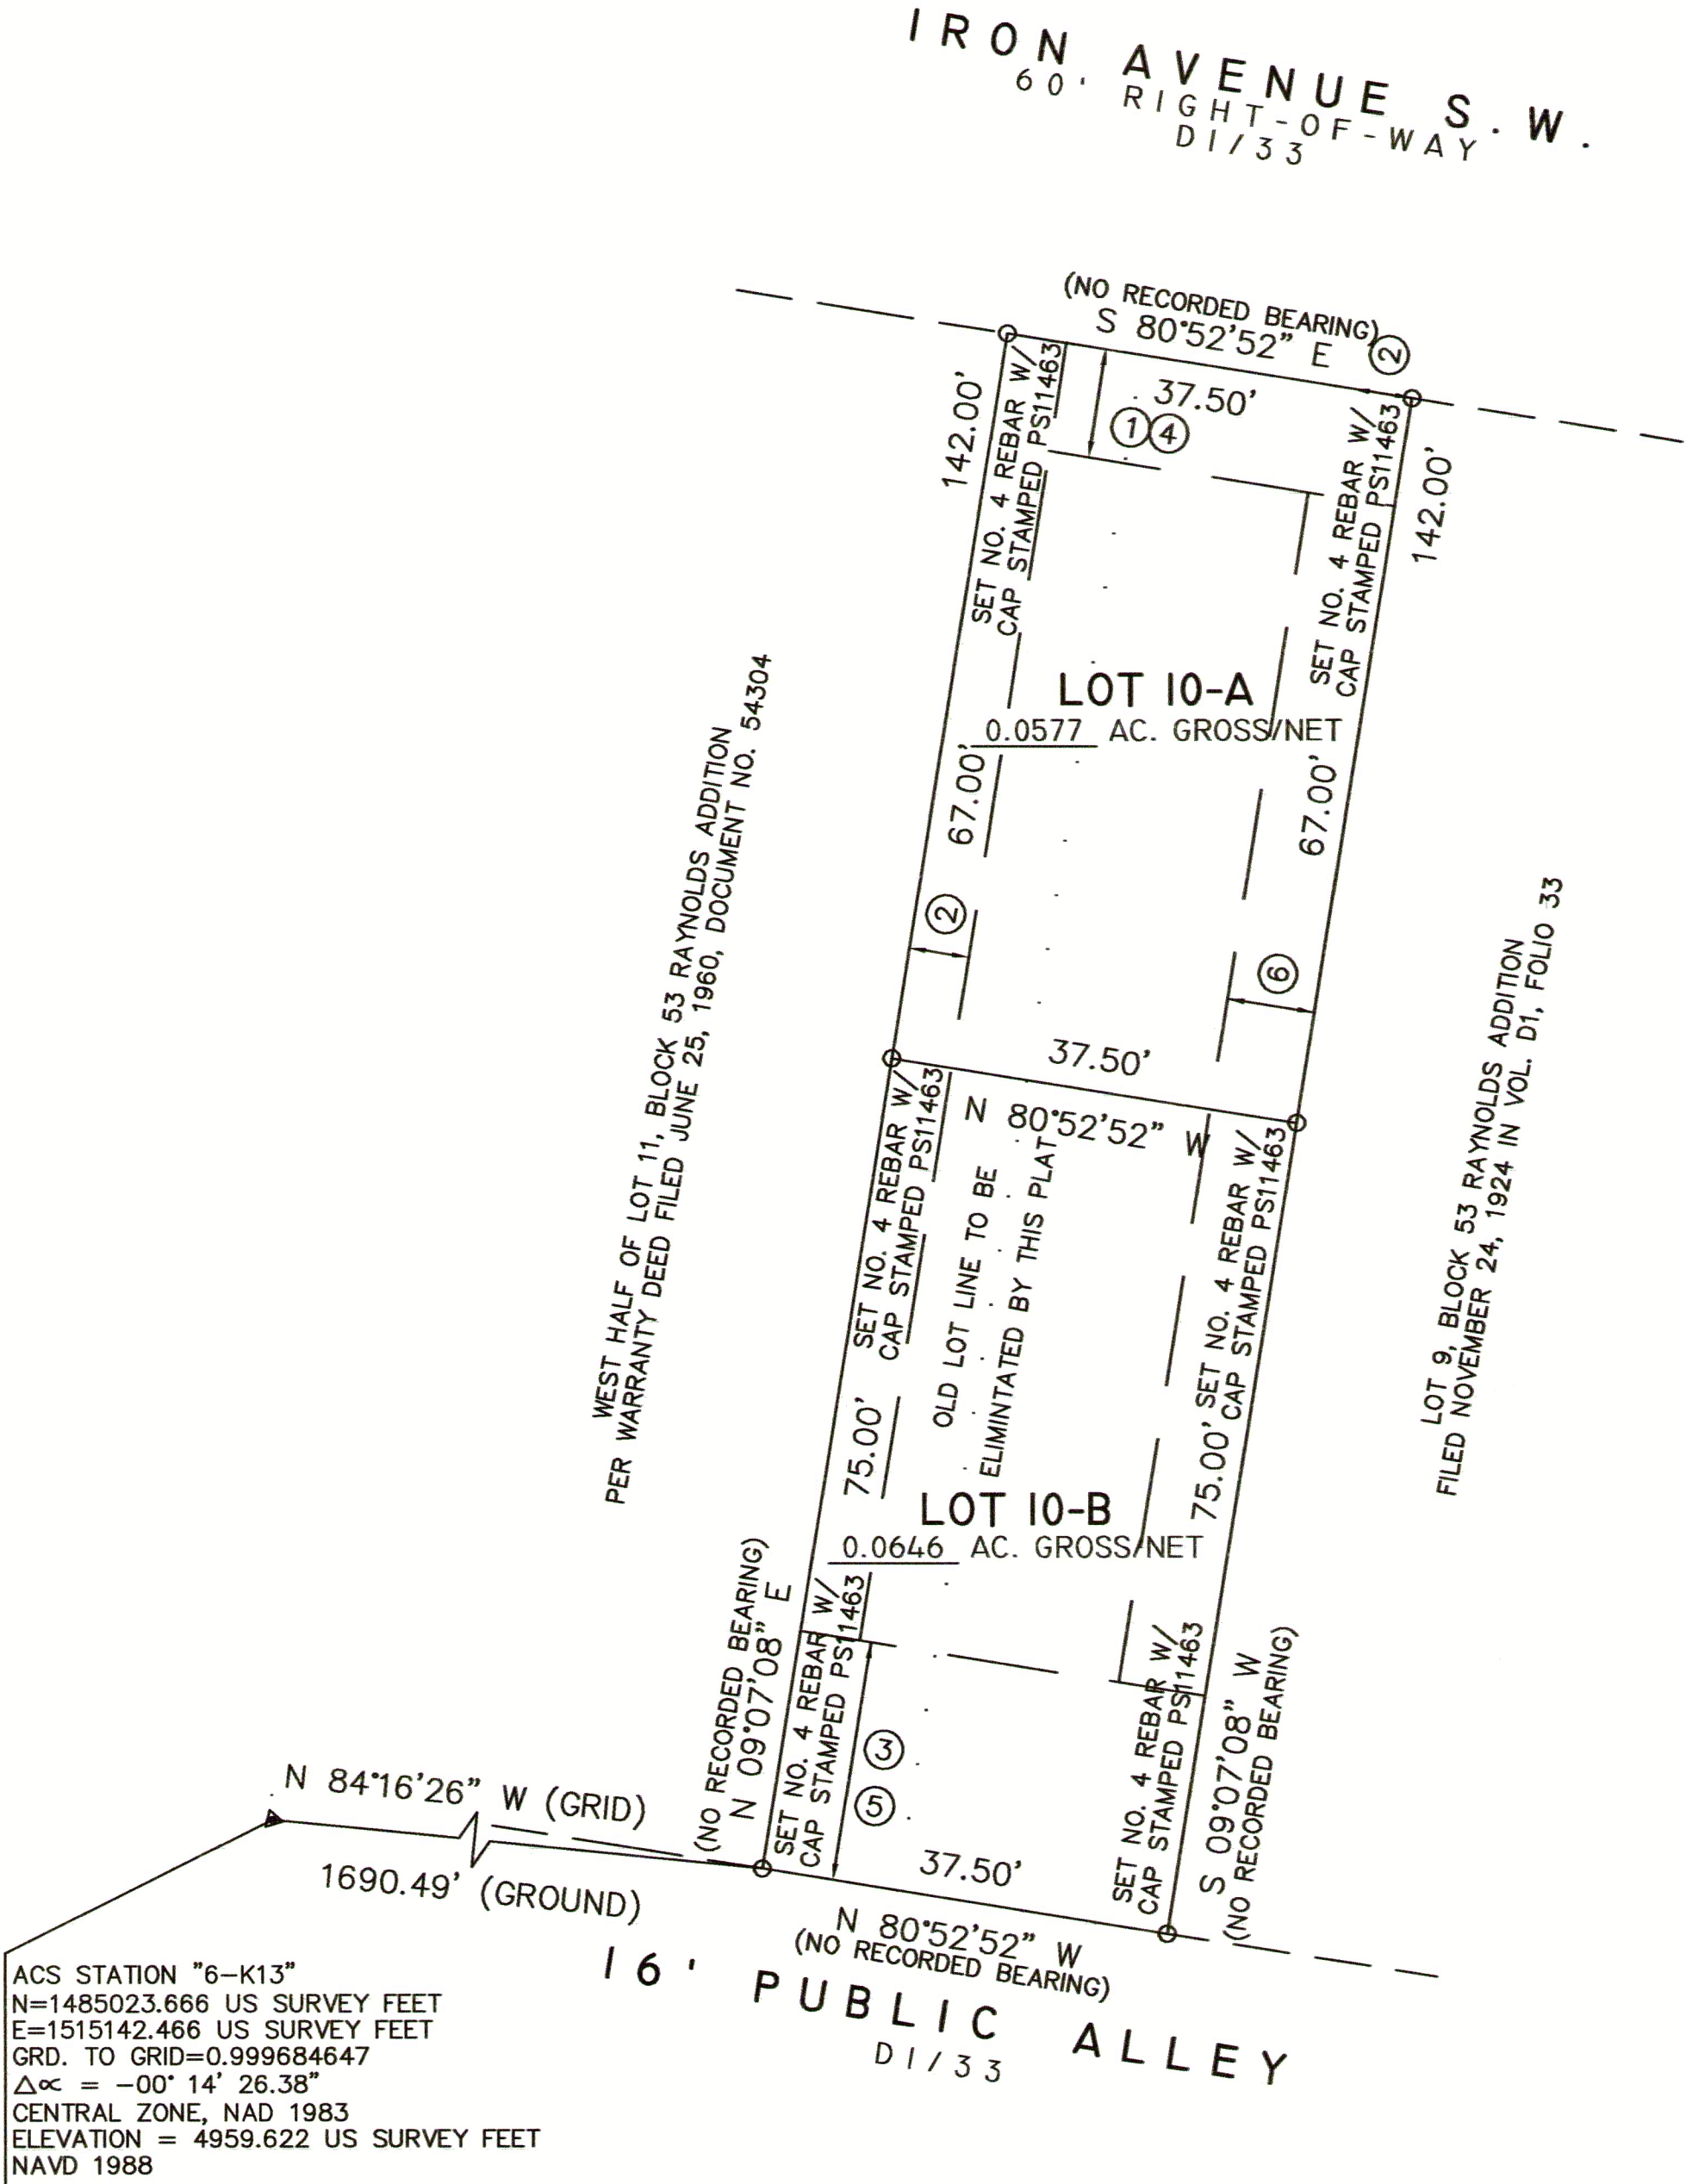 IRON AVENUE S.W.
60' RIGHT-OF-WAY
D1/33
(NO RECORDED BEARING)
S 80°52'52" E
②
37.50'
①④
142.00'
SET NO. 4 REBAR W/
CAP STAMPED PS11463
SET NO. 4 REBAR W/
CAP STAMPED PS11463
142.00'
LOT 10-A
0.0577 AC. GROSS/NET
67.00'
67.00'
②
⑥
WEST HALF OF LOT 11, BLOCK 53 RAYNOLDS ADDITION
PER WARRANTY DEED FILED JUNE 25, 1960, DOCUMENT NO. 54304
LOT 9, BLOCK 53 RAYNOLDS ADDITION
FILED NOVEMBER 24, 1924 IN VOL. D1, FOLIO 33
37.50'
N 80°52'52" W
SET NO. 4 REBAR W/
CAP STAMPED PS11463
OLD LOT LINE TO BE
ELIMINTATED BY THIS PLAT
SET NO. 4 REBAR W/
CAP STAMPED PS11463
75.00'
75.00'
LOT 10-B
0.0646 AC. GROSS/NET
(NO RECORDED BEARING)
N 09°07'08" E
SET NO. 4 REBAR W/
CAP STAMPED PS11463
③
⑤
SET NO. 4 REBAR W/
CAP STAMPED PS11463
S 09°07'08" W
(NO RECORDED BEARING)
N 84°16'26" W (GRID)
1690.49' (GROUND)
37.50'
N 80°52'52" W
(NO RECORDED BEARING)
16' PUBLIC ALLEY
D1/33
ACS STATION "6-K13"
N=1485023.666 US SURVEY FEET
E=1515142.466 US SURVEY FEET
GRD. TO GRID=0.999684647
Δ∝ = -00° 14' 26.38"
CENTRAL ZONE, NAD 1983
ELEVATION = 4959.622 US SURVEY FEET
NAVD 1988